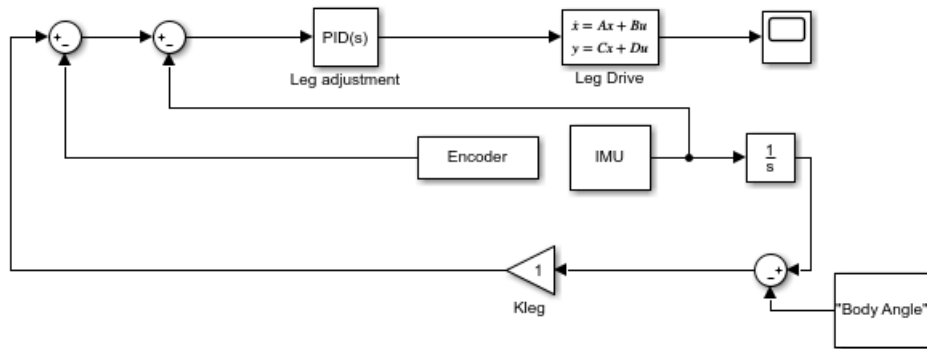 +
−
+
−
PID(s)
ẋ = Ax + Bu
y = Cx + Du
Leg adjustment
Leg Drive
Encoder
IMU
1
s
1
−
+
Kleg
"Body Angle"